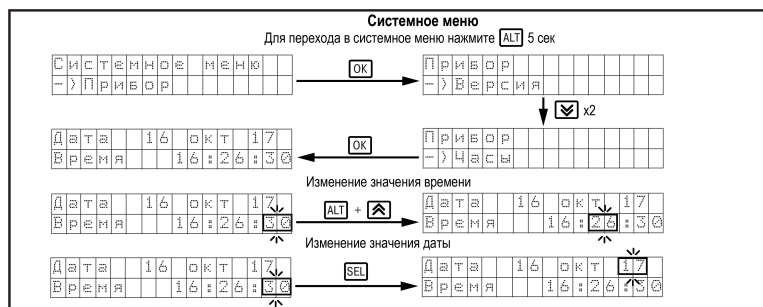 Системное меню
Для перехода в системное меню нажмите ALT 5 сек
Системное меню
OK
Прибор
->Прибор
->Версия
x2
Дата 16 окт 17
OK
Прибор
Время 16:26:30
->Часы
Изменение значения времени
Дата 16 окт 17
ALT +
Дата 16 окт 17
Время 16:26:30
Время 16:26:30
Изменение значения даты
Дата 16 окт 17
SEL
Дата 16 окт 17
Время 16:26:30
Время 16:26:30